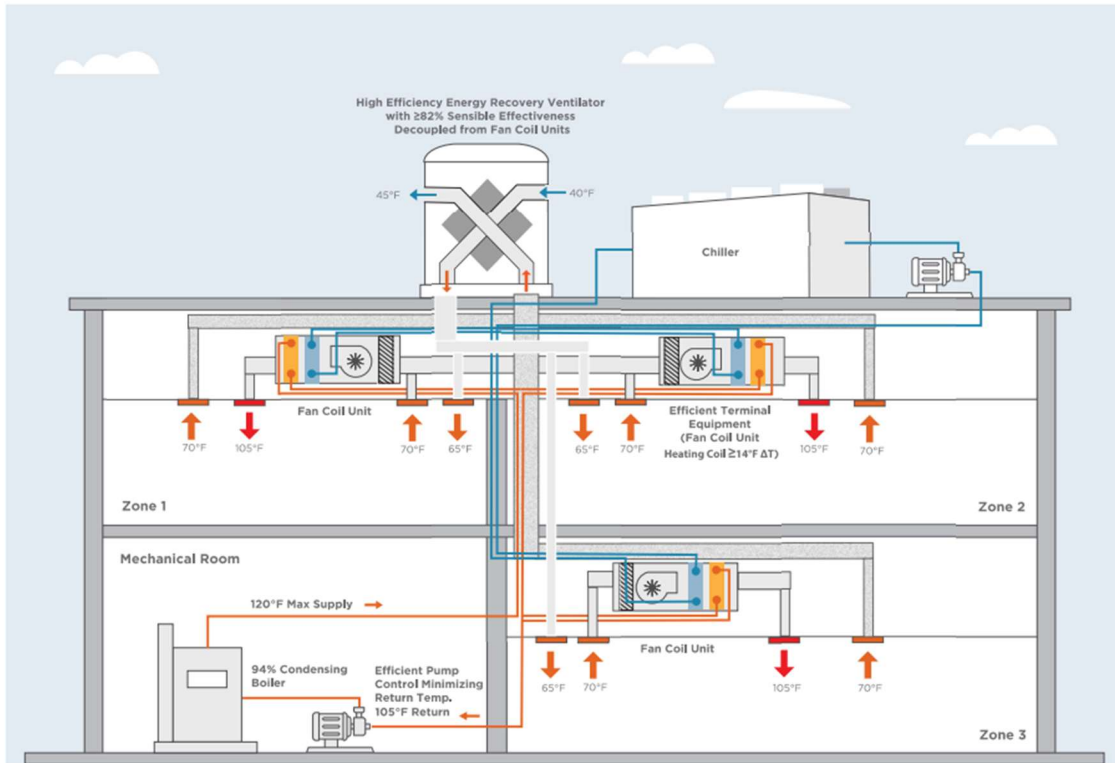 High Efficiency Energy Recovery Ventilator
with ≥82% Sensible Effectiveness
Decoupled from Fan Coil Units
45°F
40°F
Chiller
Fan Coil Unit
Efficient Terminal
Equipment
(Fan Coil Unit
Heating Coil ≥14°F ΔT)
70°F
105°F
70°F
65°F
65°F
70°F
105°F
70°F
Zone 1
Zone 2
Mechanical Room
120°F Max Supply
94% Condensing
Boiler
Efficient Pump
Control Minimizing
Return Temp.
105°F Return
Fan Coil Unit
65°F
70°F
105°F
70°F
Zone 3